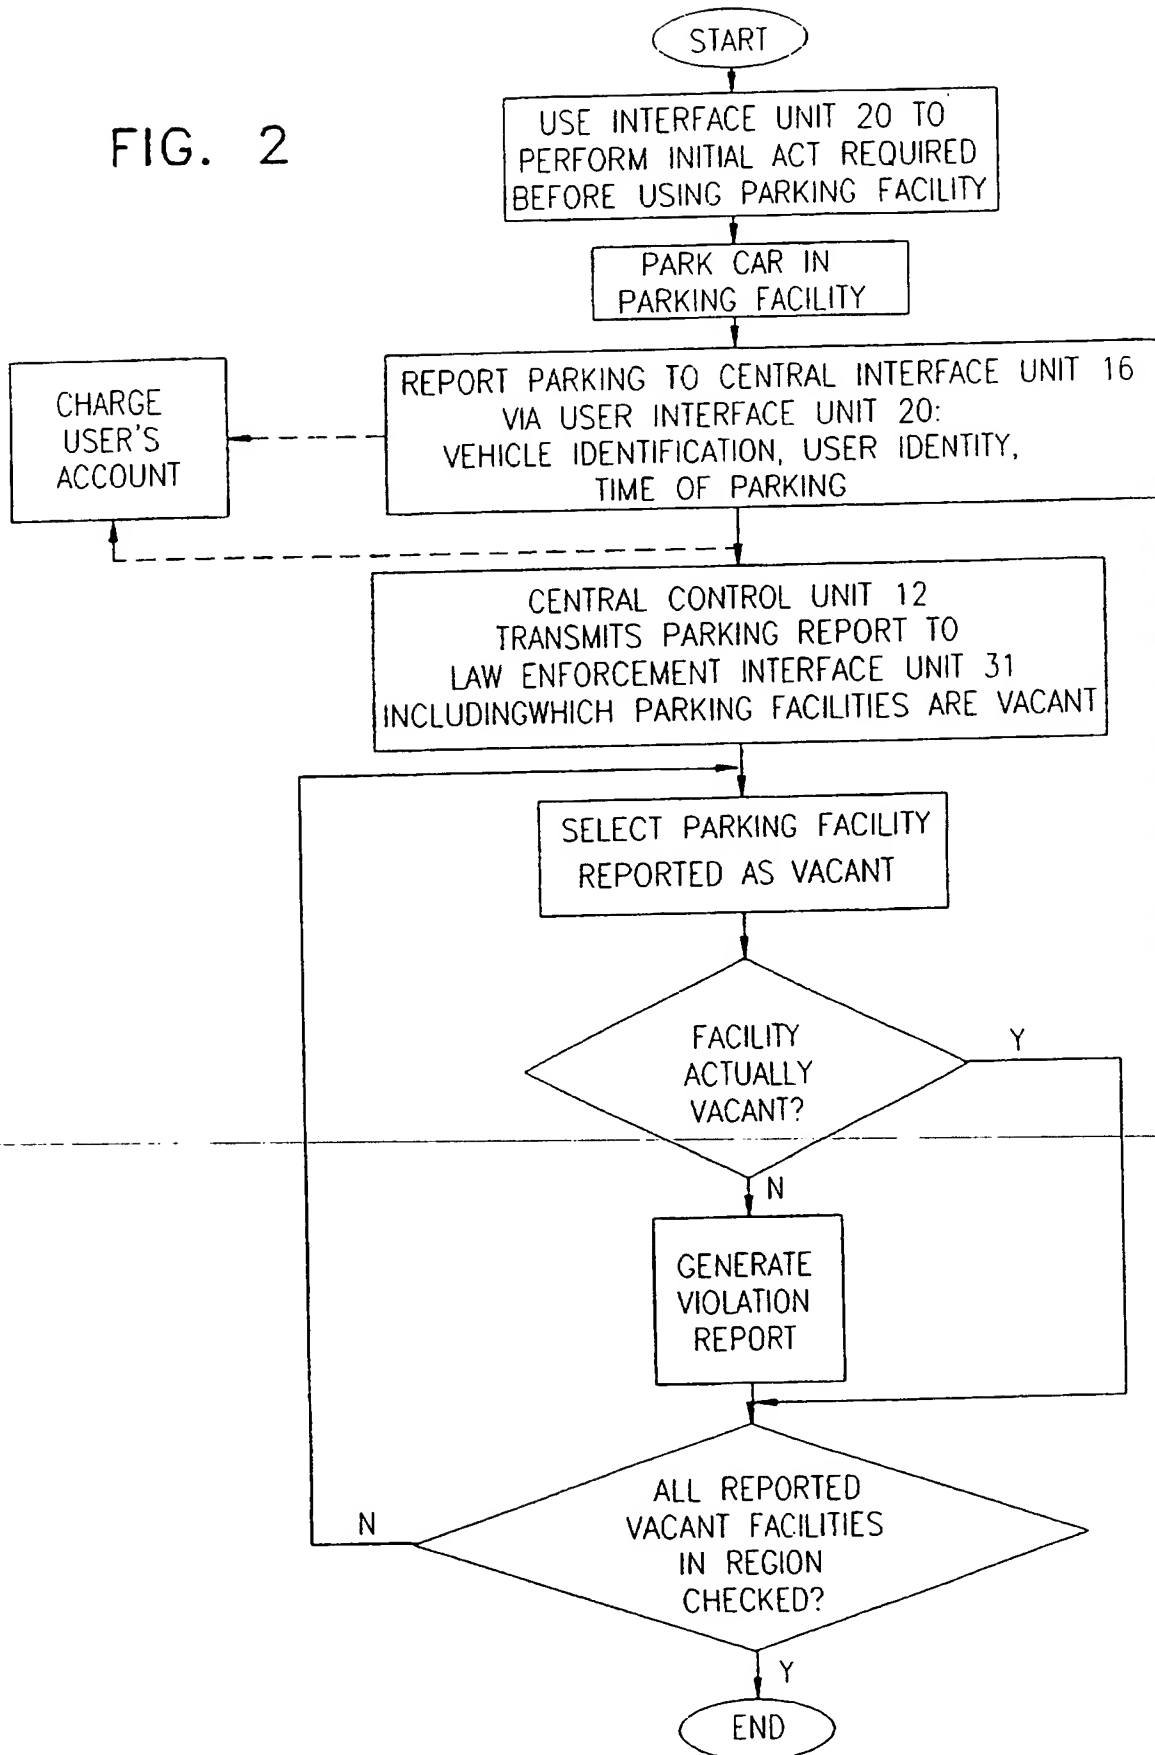 START
FIG. 2
USE INTERFACE UNIT 20 TO
PERFORM INITIAL ACT REQUIRED
BEFORE USING PARKING FACILITY
PARK CAR IN
PARKING FACILITY
REPORT PARKING TO CENTRAL INTERFACE UNIT 16
VIA USER INTERFACE UNIT 20:
VEHICLE IDENTIFICATION, USER IDENTITY,
TIME OF PARKING
CHARGE
USER'S
ACCOUNT
CENTRAL CONTROL UNIT 12
TRANSMITS PARKING REPORT TO
LAW ENFORCEMENT INTERFACE UNIT 31
INCLUDINGWHICH PARKING FACILITIES ARE VACANT
SELECT PARKING FACILITY
REPORTED AS VACANT
FACILITY
ACTUALLY
VACANT?
Y
N
GENERATE
VIOLATION
REPORT
ALL REPORTED
VACANT FACILITIES
IN REGION
CHECKED?
N
Y
END